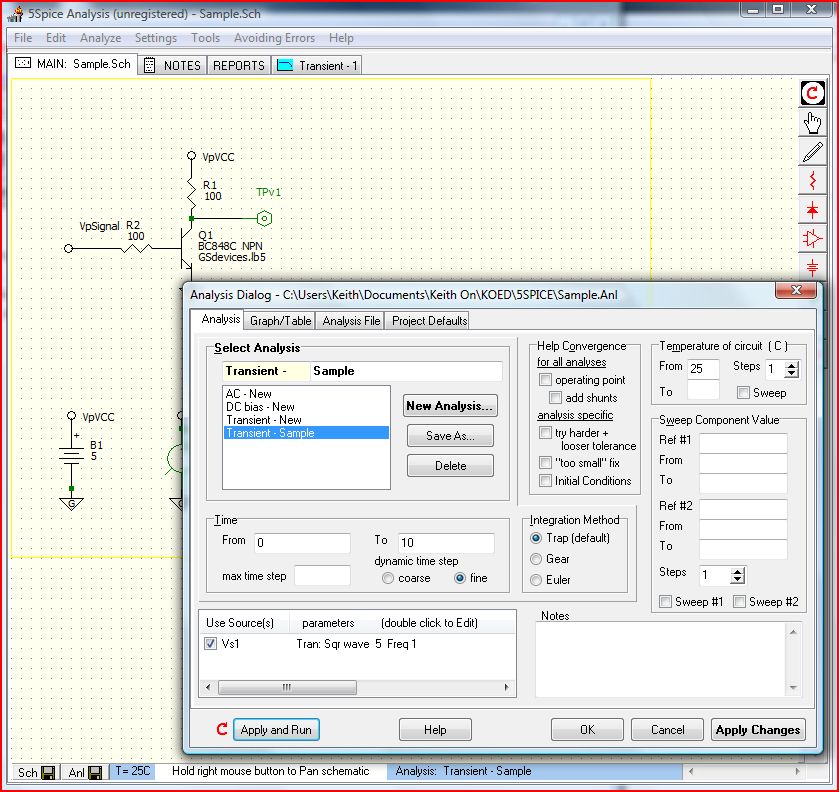 5Spice Analysis (unregistered) - Sample.Sch
File Edit Analyze Settings Tools Avoiding Errors Help
MAIN: Sample.Sch NOTES REPORTS Transient - 1
VpVCC
R1
100
TPv1
VpSignal R2
100
Q1
BC848C NPN
GSdevices.lb5
VpVCC
+
B1
5
G
Analysis Dialog - C:\Users\Keith\Documents\Keith On\KOED\5SPICE\Sample.Anl
Analysis Graph/Table Analysis File Project Defaults
Select Analysis
Transient - Sample
AC - New
DC bias - New
Transient - New
Transient - Sample
New Analysis...
Save As...
Delete
Help Convergence
for all analyses
operating point
add shunts
analysis specific
try harder +
looser tolerance
"too small" fix
Initial Conditions
Temperature of circuit ( C )
From 25 Steps 1
To Sweep
Sweep Component Value
Ref #1
From
To
Ref #2
From
To
Steps 1
Sweep #1 Sweep #2
Time
From 0 To 10
dynamic time step
max time step coarse fine
Integration Method
Trap (default)
Gear
Euler
Use Source(s) parameters (double click to Edit)
Vs1 Tran: Sqr wave 5 Freq 1
Notes
Apply and Run Help OK Cancel Apply Changes
Sch Anl T= 25C Hold right mouse button to Pan schematic Analysis: Transient - Sample